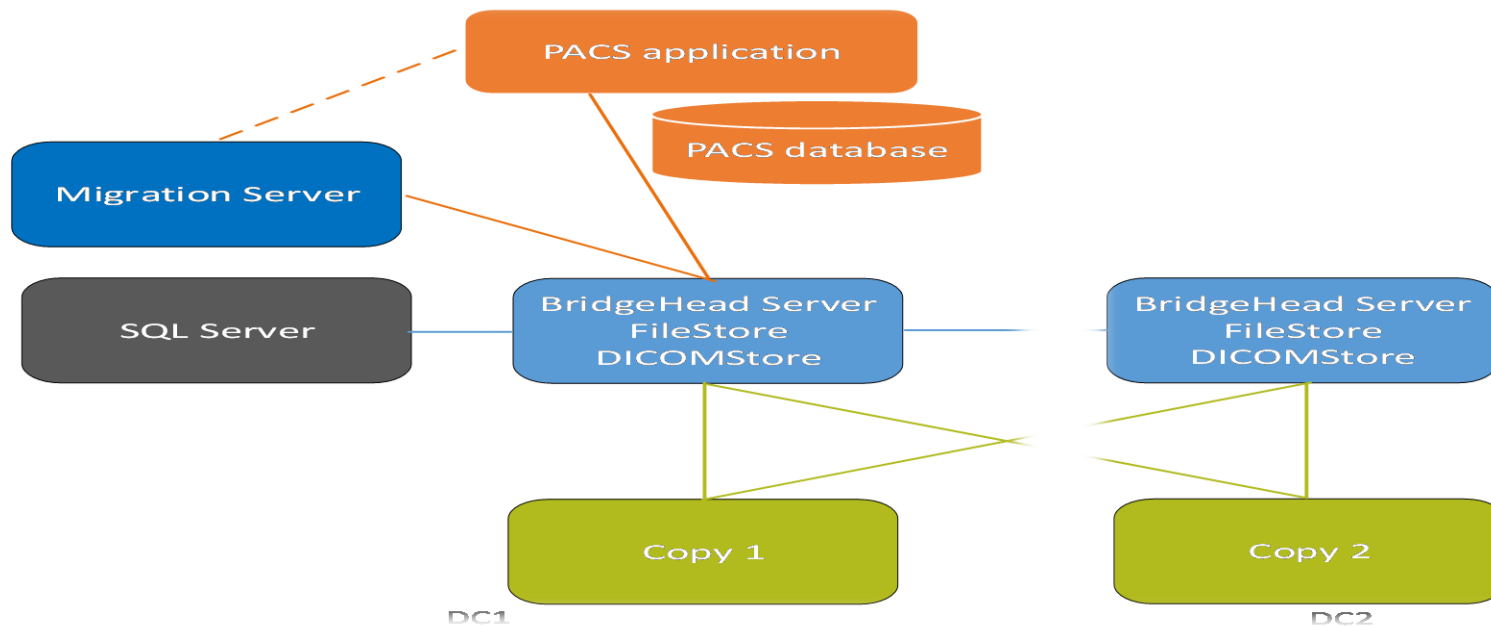 PACS application
PACS database
Migration Server
SQL Server
BridgeHead Server
FileStore
DICOMStore
BridgeHead Server
FileStore
DICOMStore
Copy 1
Copy 2
DC1
DC2